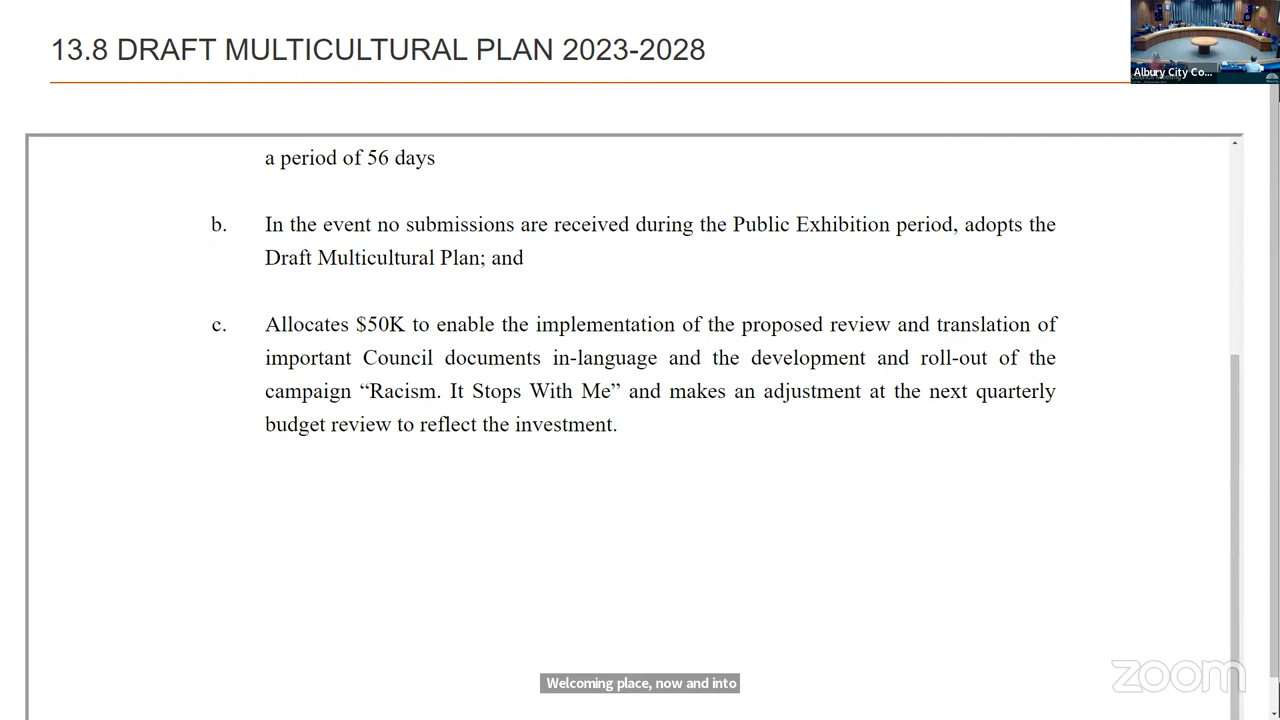 13.8 DRAFT MULTICULTURAL PLAN 2023-2028
Albury City Co...
a period of 56 days
b. In the event no submissions are received during the Public Exhibition period, adopts the
Draft Multicultural Plan; and
c. Allocates $50K to enable the implementation of the proposed review and translation of
important Council documents in-language and the development and roll-out of the
campaign “Racism. It Stops With Me” and makes an adjustment at the next quarterly
budget review to reflect the investment.
Welcoming place, now and into
zoom